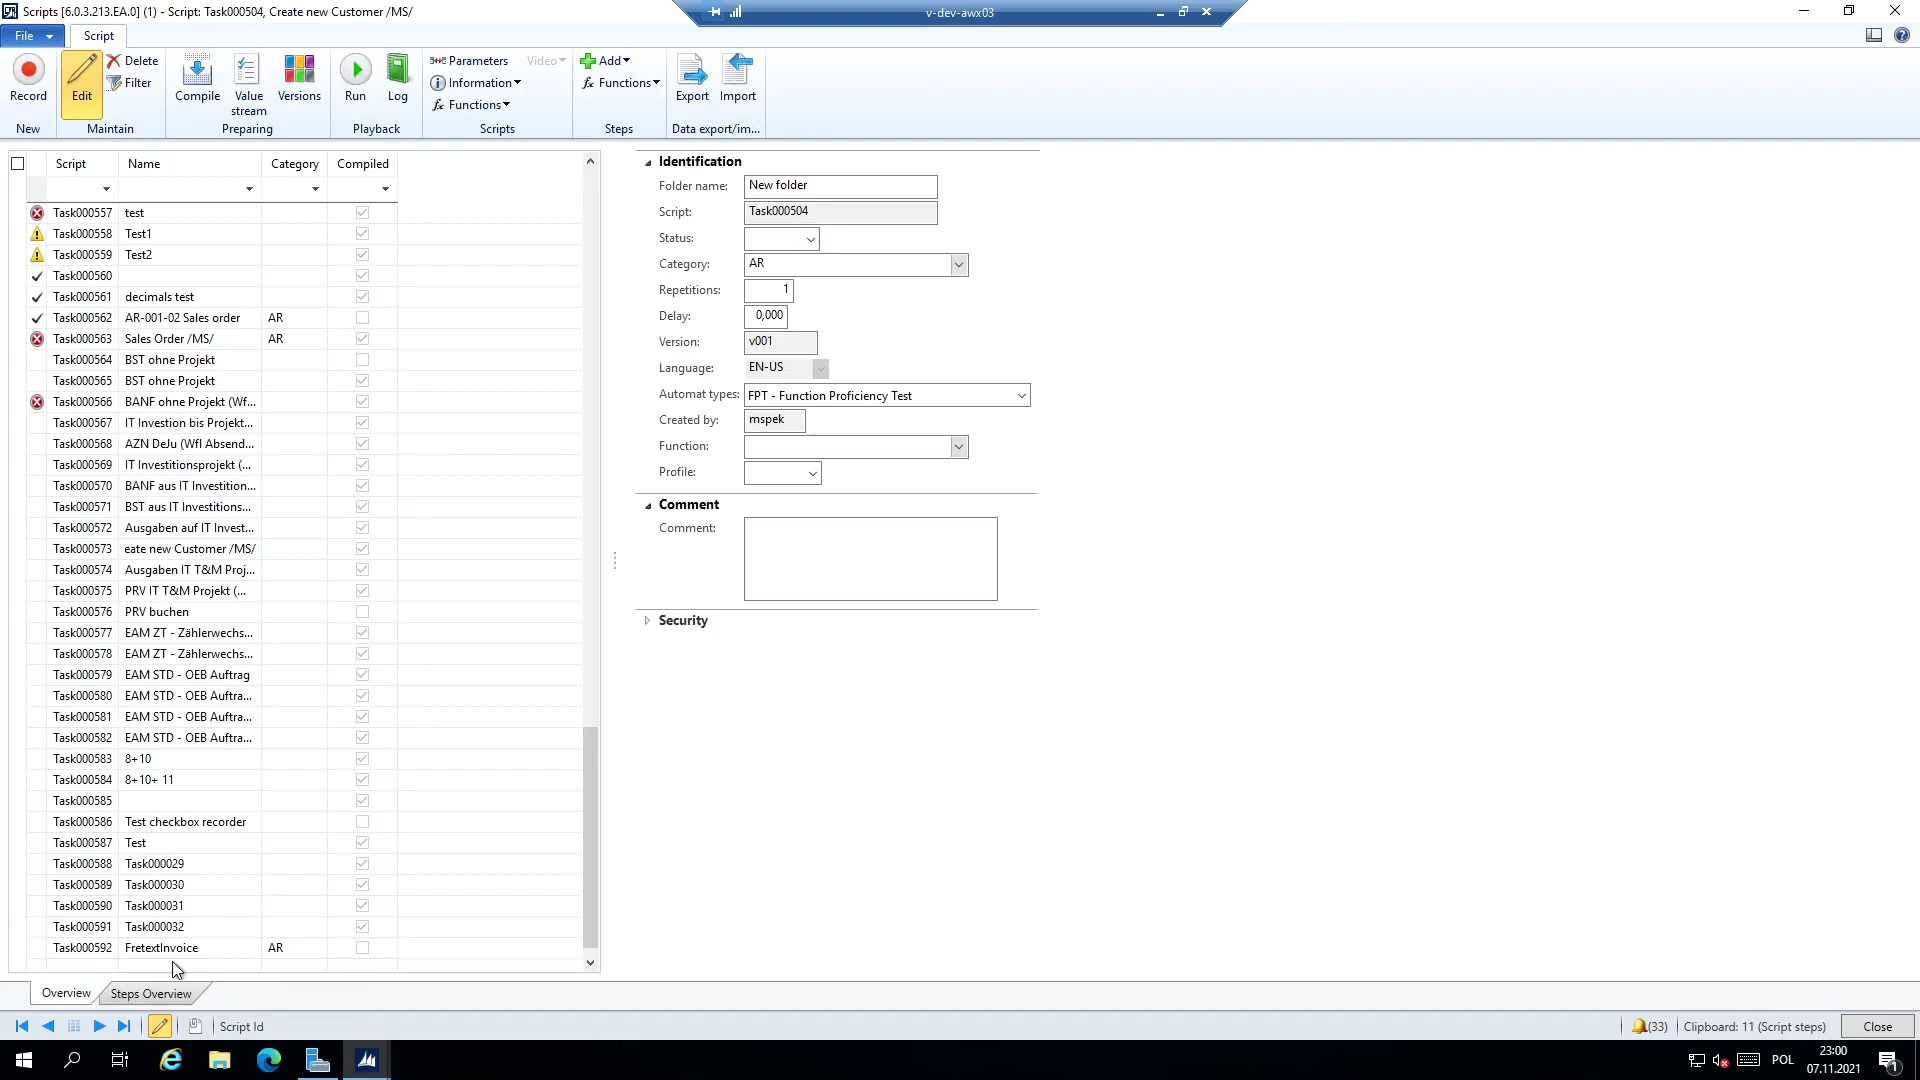 Scripts [6.0.3.213.EA.0] (1) - Script: Task000504, Create new Customer /MS/
v-dev-awx03
File
Script
Record
Edit
Delete
Filter
Compile
Value stream
Versions
Run
Log
Parameters
Video
Information
Functions
Add
Functions
Export
Import
New
Maintain
Preparing
Playback
Scripts
Steps
Data export/im...
Script Name Category Compiled
Task000557 test
Task000558 Test1
Task000559 Test2
Task000560
Task000561 decimals test
Task000562 AR-001-02 Sales order AR
Task000563 Sales Order /MS/ AR
Task000564 BST ohne Projekt
Task000565 BST ohne Projekt
Task000566 BANF ohne Projekt (Wf...
Task000567 IT Investion bis Projekt...
Task000568 AZN DeJu (Wfl Absend...
Task000569 IT Investitionsprojekt (...
Task000570 BANF aus IT Investition...
Task000571 BST aus IT Investitions...
Task000572 Ausgaben auf IT Invest...
Task000573 eate new Customer /MS/
Task000574 Ausgaben IT T&M Proj...
Task000575 PRV IT T&M Projekt (...
Task000576 PRV buchen
Task000577 EAM ZT - Zählerwechs...
Task000578 EAM ZT - Zählerwechs...
Task000579 EAM STD - OEB Auftrag
Task000580 EAM STD - OEB Auftra...
Task000581 EAM STD - OEB Auftra...
Task000582 EAM STD - OEB Auftra...
Task000583 8+10
Task000584 8+10+ 11
Task000585
Task000586 Test checkbox recorder
Task000587 Test
Task000588 Task000029
Task000589 Task000030
Task000590 Task000031
Task000591 Task000032
Task000592 FretextInvoice AR
Identification
Folder name: New folder
Script: Task000504
Status:
Category: AR
Repetitions: 1
Delay: 0,000
Version: v001
Language: EN-US
Automat types: FPT - Function Proficiency Test
Created by: mspek
Function:
Profile:
Comment
Comment:
Security
Overview
Steps Overview
Script Id
(33)
Clipboard: 11 (Script steps)
Close
POL
23:00
07.11.2021
1